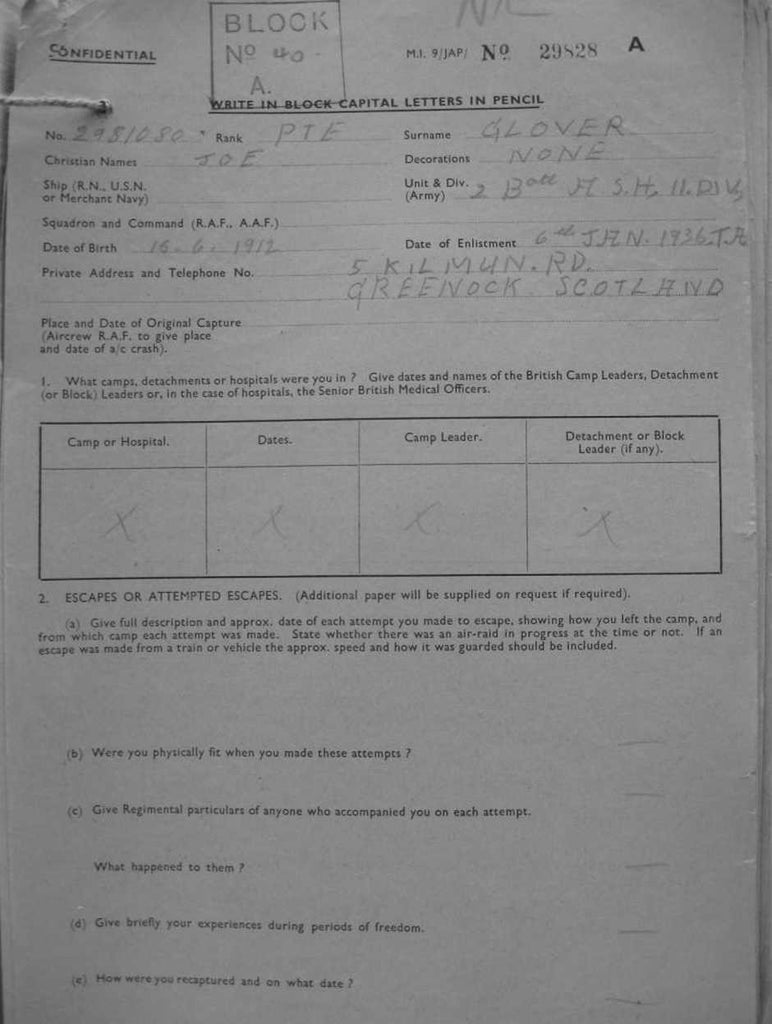 BLOCK
Nº 40
A.
CONFIDENTIAL
M.I. 9/JAP/ Nº 29828 A
WRITE IN BLOCK CAPITAL LETTERS IN PENCIL
No. 2981080 Rank PTE Surname GLOVER
Christian Names JOE Decorations NONE
Ship (R.N., U.S.N. or Merchant Navy)
Unit & Div. (Army) 2 Batt A.S.H. 11.DIV
Squadron and Command (R.A.F., A.A.F.)
Date of Birth 15.6.1912 Date of Enlistment 6th JAN. 1936.TA
Private Address and Telephone No. 5 KILMUN. RD.
GREENOCK SCOTLAND
Place and Date of Original Capture
(Aircrew R.A.F. to give place
and date of a/c crash).
1. What camps, detachments or hospitals were you in ? Give dates and names of the British Camp Leaders, Detachment
(or Block) Leaders or, in the case of hospitals, the Senior British Medical Officers.
Camp or Hospital. Dates. Camp Leader. Detachment or Block Leader (if any).
X X X X
2. ESCAPES OR ATTEMPTED ESCAPES. (Additional paper will be supplied on request if required).
(a) Give full description and approx. date of each attempt you made to escape, showing how you left the camp, and
from which camp each attempt was made. State whether there was an air-raid in progress at the time or not. If an
escape was made from a train or vehicle the approx. speed and how it was guarded should be included.
(b) Were you physically fit when you made these attempts ?
(c) Give Regimental particulars of anyone who accompanied you on each attempt.
What happened to them ?
(d) Give briefly your experiences during periods of freedom.
(e) How were you recaptured and on what date ?